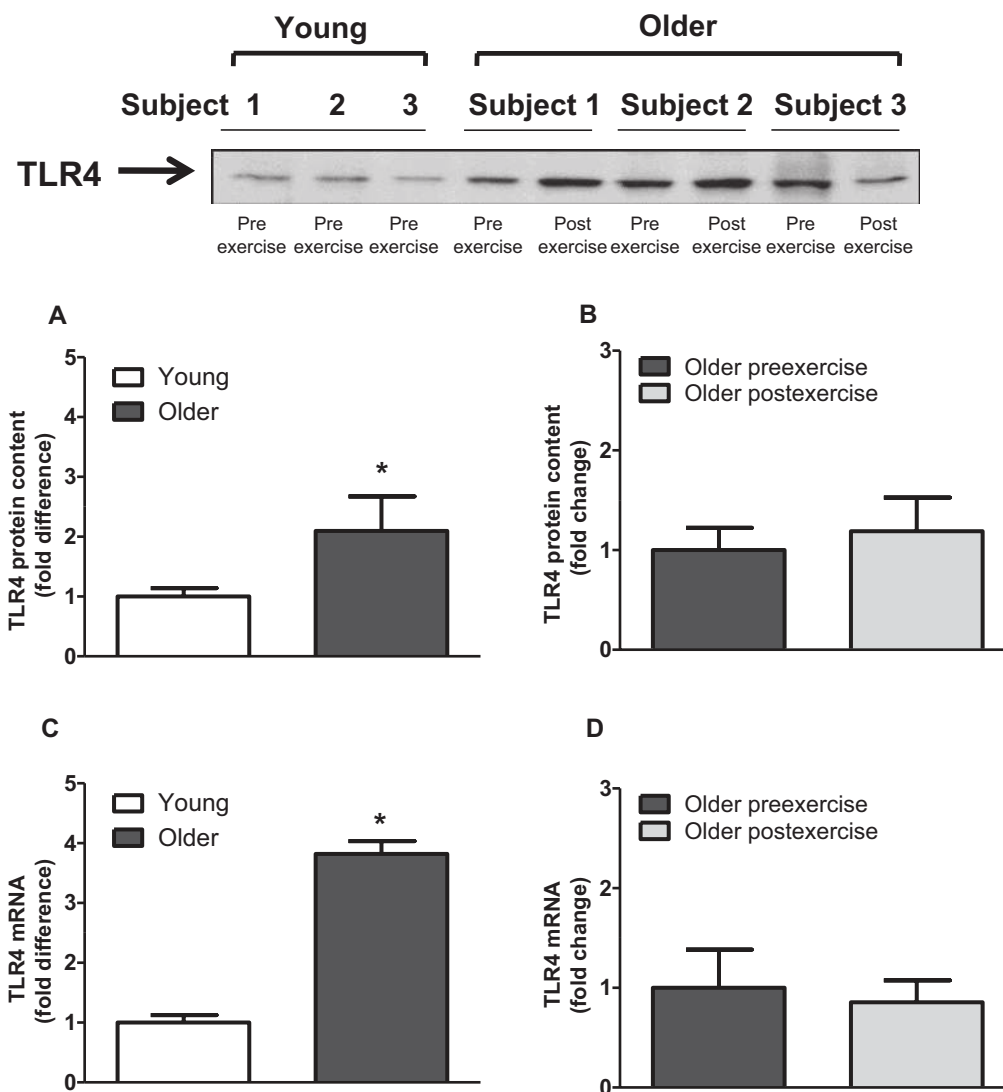 Young Older
Subject 1 2 3 Subject 1 Subject 2 Subject 3
TLR4
Pre Pre Pre Pre Post Pre Post Pre Post
exercise exercise exercise exercise exercise exercise exercise exercise exercise
A
5
4
3
2
1
0
TLR4 protein content
(fold difference)
Young
Older
*
B
3
2
1
0
TLR4 protein content
(fold change)
Older preexercise
Older postexercise
C
5
4
3
2
1
0
TLR4 mRNA
(fold difference)
Young
Older
*
D
3
2
1
0
TLR4 mRNA
(fold change)
Older preexercise
Older postexercise